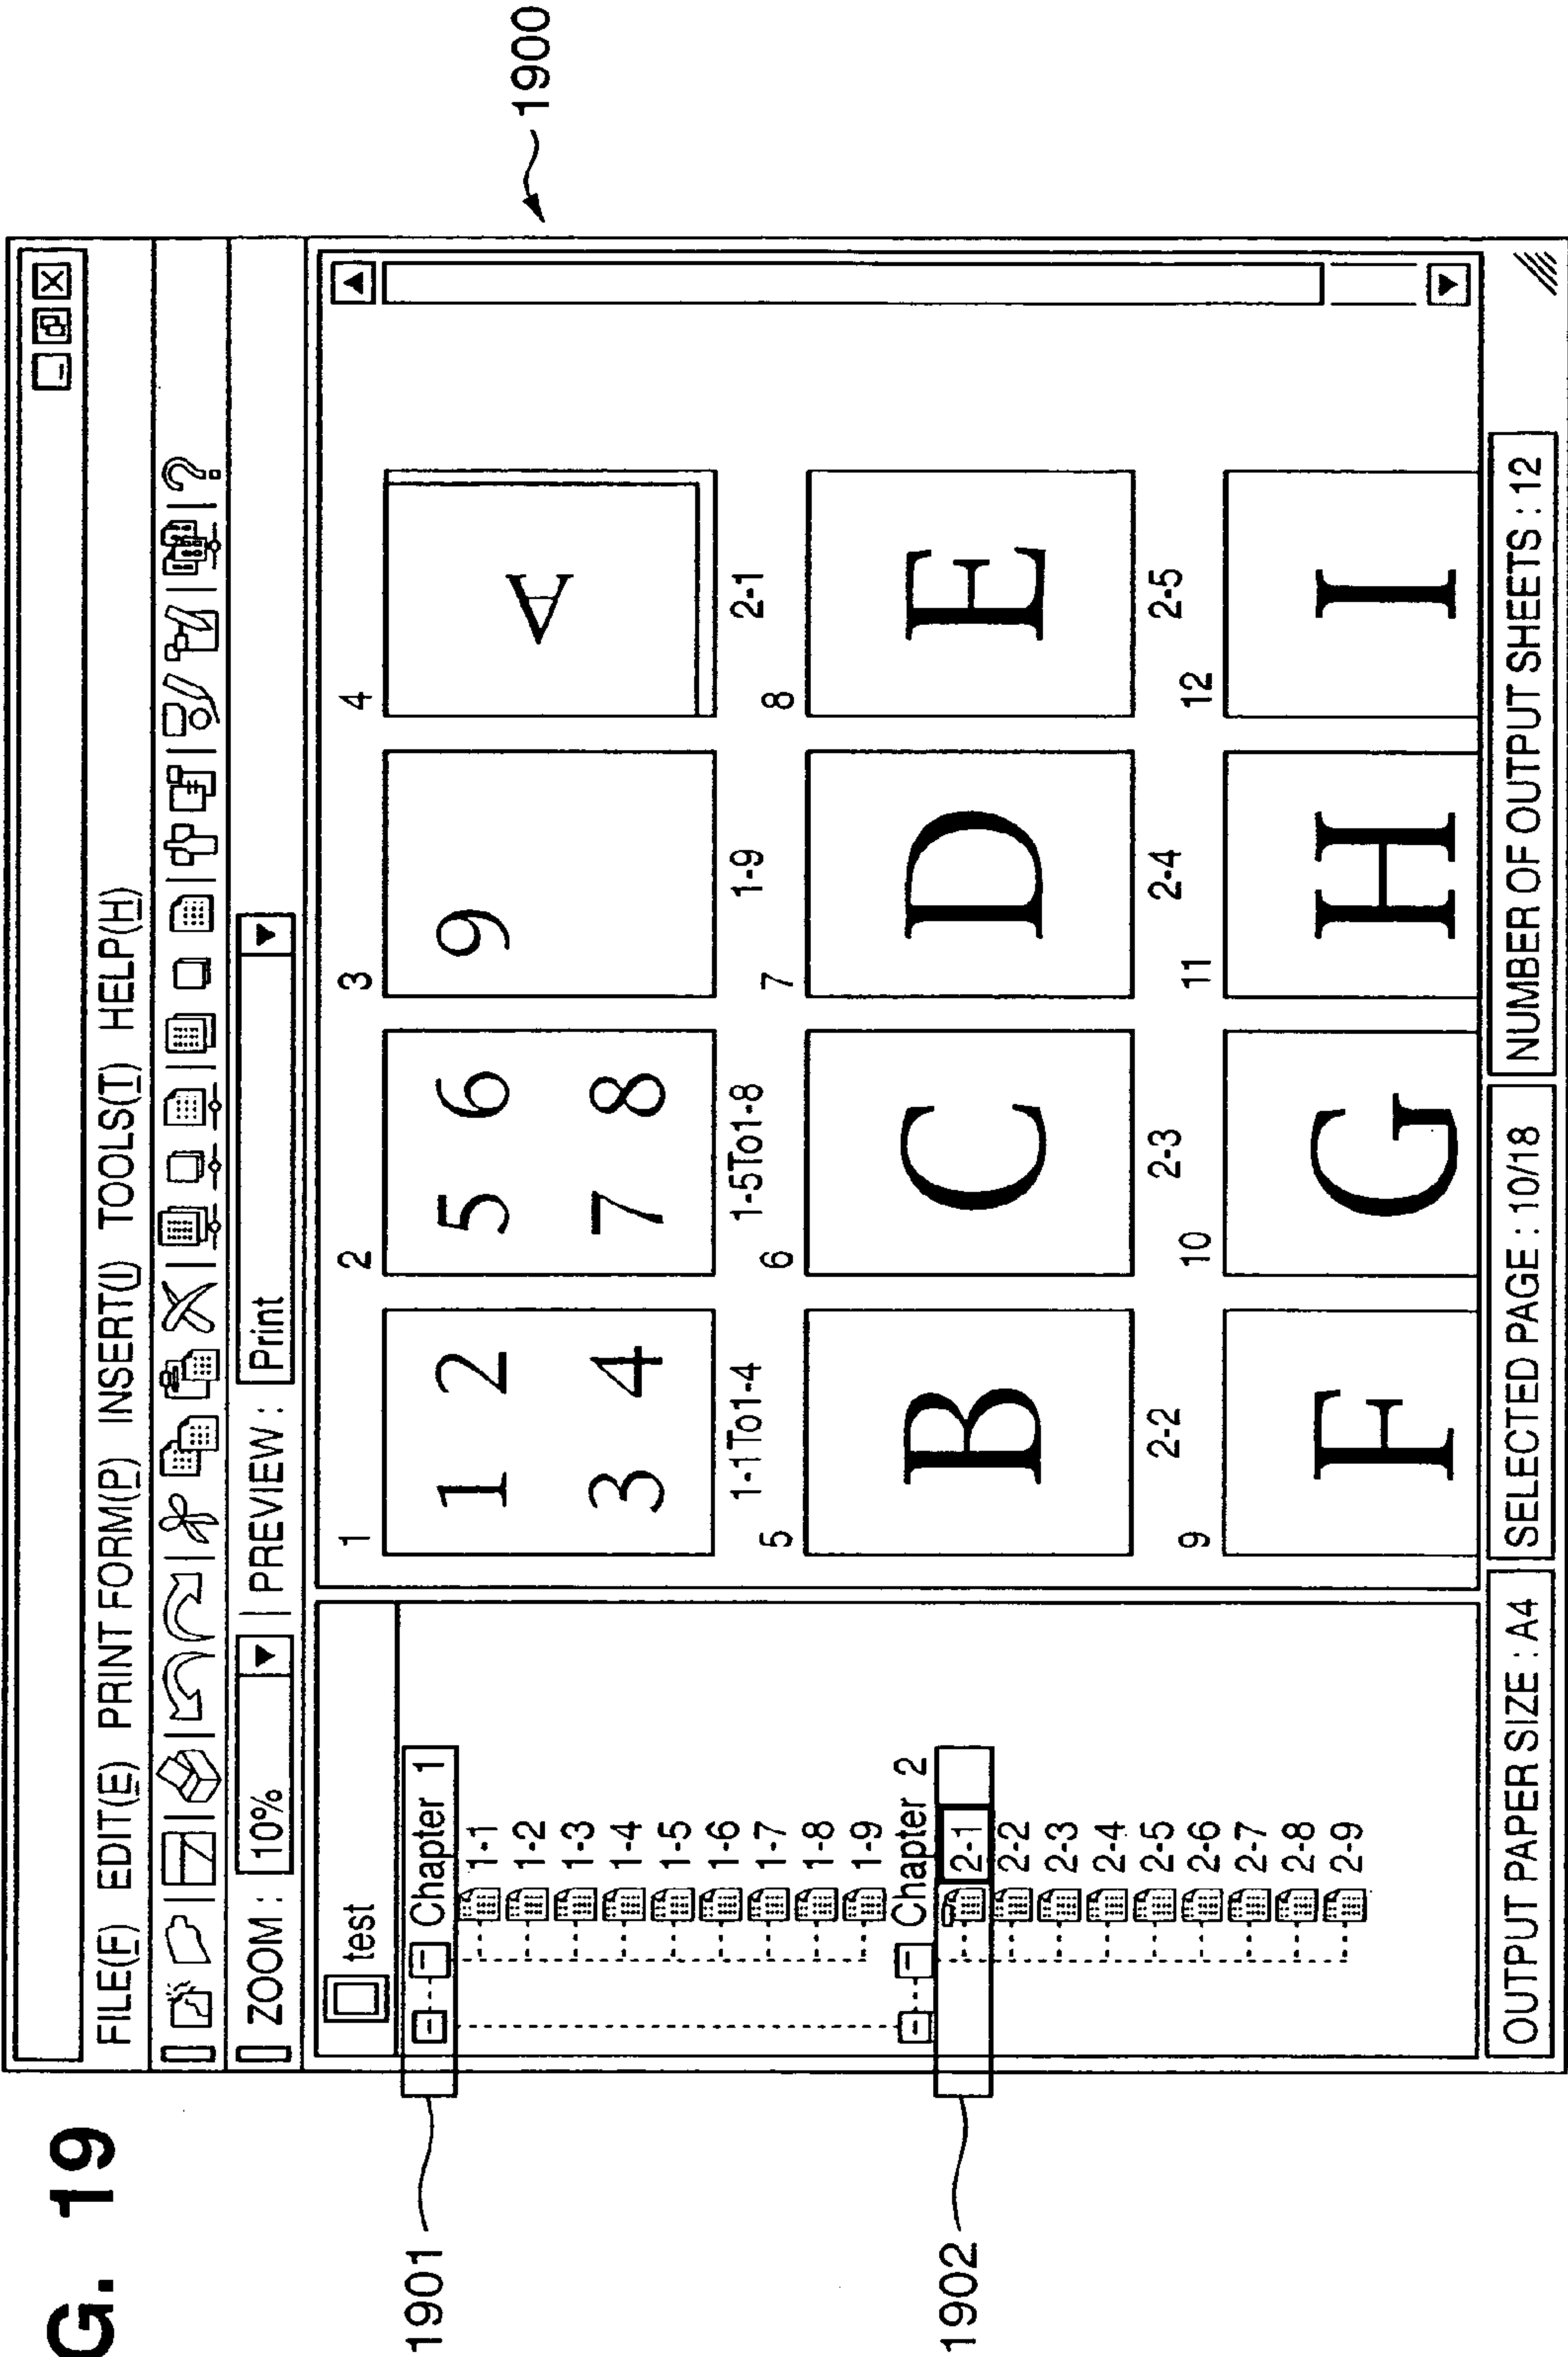 G. 19
1900
FILE(F) EDIT(E) PRINT FORM(P) INSERT(I) TOOLS(T) HELP(H)
ZOOM : 10% PREVIEW : Print
test
1901
Chapter 1
1-1
1-2
1-3
1-4
1-5
1-6
1-7
1-8
1-9
Chapter 2
1902
2-1
2-2
2-3
2-4
2-5
2-6
2-7
2-8
2-9
1 2 3 4
1 2 5 6 9 A
3 4 7 8
1-1To1-4 1-5To1-8 1-9 2-1
5 6 7 8
B C D E
2-2 2-3 2-4 2-5
9 10 11 12
F G H I
OUTPUT PAPER SIZE : A4 SELECTED PAGE : 10/18 NUMBER OF OUTPUT SHEETS : 12